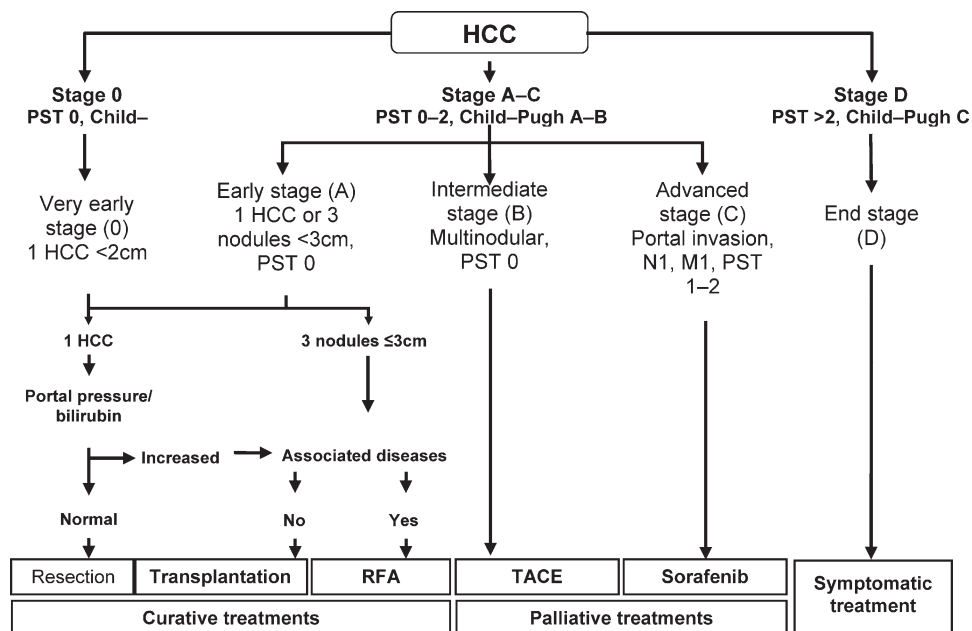 HCC
Stage 0
PST 0, Child–
Stage A–C
PST 0–2, Child–Pugh A–B
Stage D
PST >2, Child–Pugh C
Very early
stage (0)
1 HCC <2cm
Early stage (A)
1 HCC or 3
nodules <3cm,
PST 0
Intermediate
stage (B)
Multinodular,
PST 0
Advanced
stage (C)
Portal invasion,
N1, M1, PST
1–2
End stage
(D)
1 HCC
3 nodules ≤3cm
Portal pressure/
bilirubin
Increased
Associated diseases
Normal
No
Yes
Resection
Transplantation
RFA
TACE
Sorafenib
Symptomatic
treatment
Curative treatments
Palliative treatments